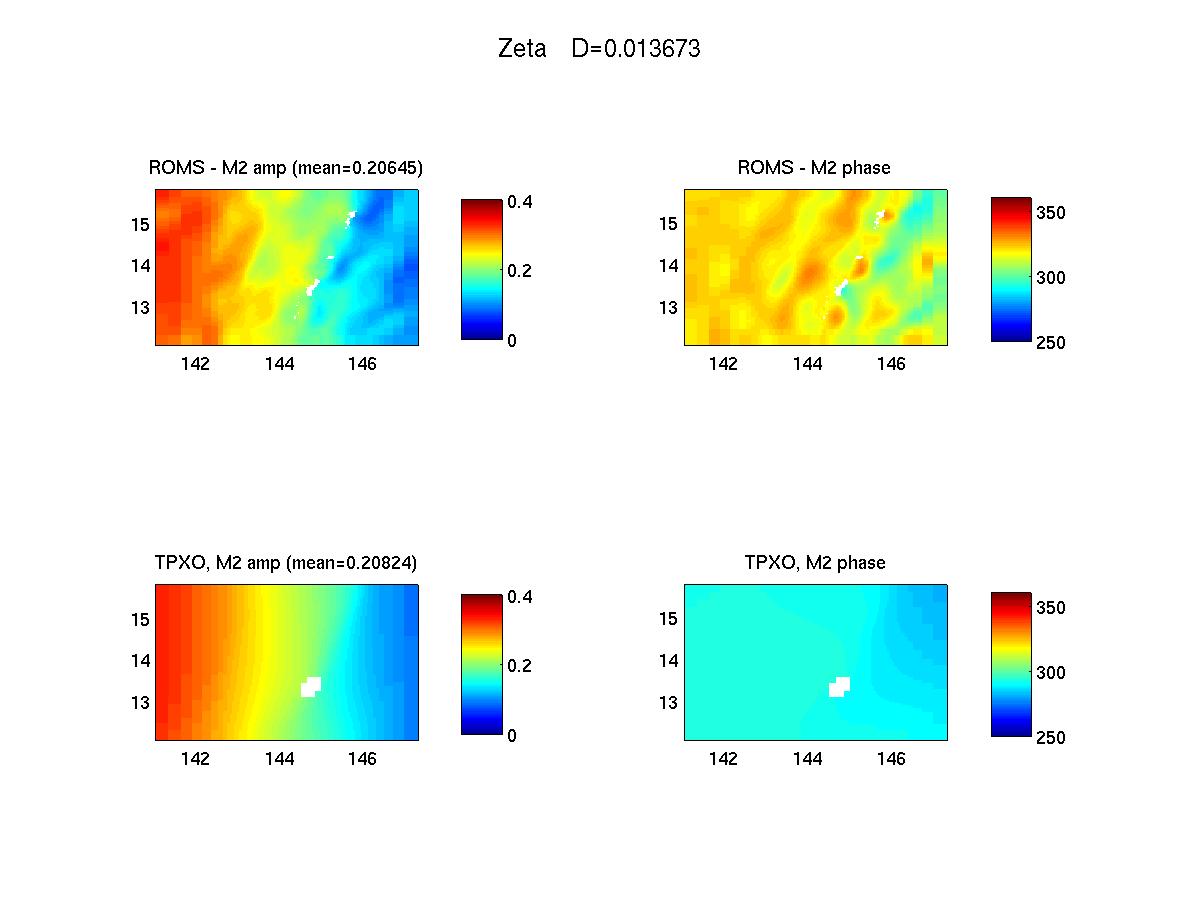 Zeta D=0.013673
ROMS - M2 amp (mean=0.20645)
15
14
13
142 144 146
0.4
0.2
0
ROMS - M2 phase
15
14
13
142 144 146
350
300
250
TPXO, M2 amp (mean=0.20824)
15
14
13
142 144 146
0.4
0.2
0
TPXO, M2 phase
15
14
13
142 144 146
350
300
250